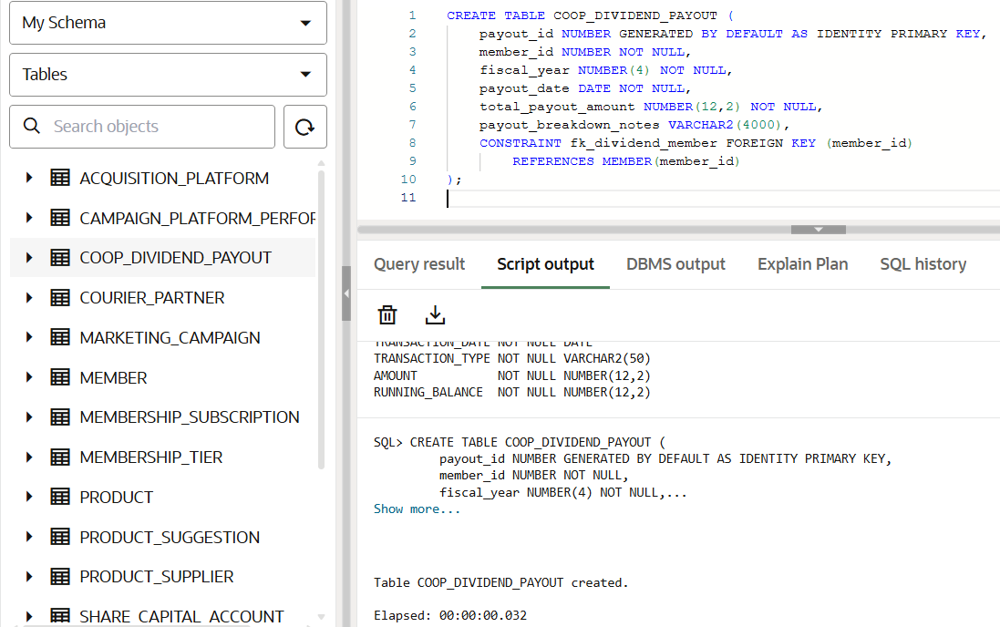 My Schema
Tables
Search objects
ACQUISITION_PLATFORM
CAMPAIGN_PLATFORM_PERFOR
COOP_DIVIDEND_PAYOUT
COURIER_PARTNER
MARKETING_CAMPAIGN
MEMBER
MEMBERSHIP_SUBSCRIPTION
MEMBERSHIP_TIER
PRODUCT
PRODUCT_SUGGESTION
PRODUCT_SUPPLIER
SHARE_CAPITAL_ACCOUNT
1 CREATE TABLE COOP_DIVIDEND_PAYOUT (
2 payout_id NUMBER GENERATED BY DEFAULT AS IDENTITY PRIMARY KEY,
3 member_id NUMBER NOT NULL,
4 fiscal_year NUMBER(4) NOT NULL,
5 payout_date DATE NOT NULL,
6 total_payout_amount NUMBER(12,2) NOT NULL,
7 payout_breakdown_notes VARCHAR2(4000),
8 CONSTRAINT fk_dividend_member FOREIGN KEY (member_id)
9 REFERENCES MEMBER(member_id)
10 );
11
Query result Script output DBMS output Explain Plan SQL history
TRANSACTION_DATE NOT NULL DATE
TRANSACTION_TYPE NOT NULL VARCHAR2(50)
AMOUNT NOT NULL NUMBER(12,2)
RUNNING_BALANCE NOT NULL NUMBER(12,2)
SQL> CREATE TABLE COOP_DIVIDEND_PAYOUT (
payout_id NUMBER GENERATED BY DEFAULT AS IDENTITY PRIMARY KEY,
member_id NUMBER NOT NULL,
fiscal_year NUMBER(4) NOT NULL,...
Show more...
Table COOP_DIVIDEND_PAYOUT created.
Elapsed: 00:00:00.032